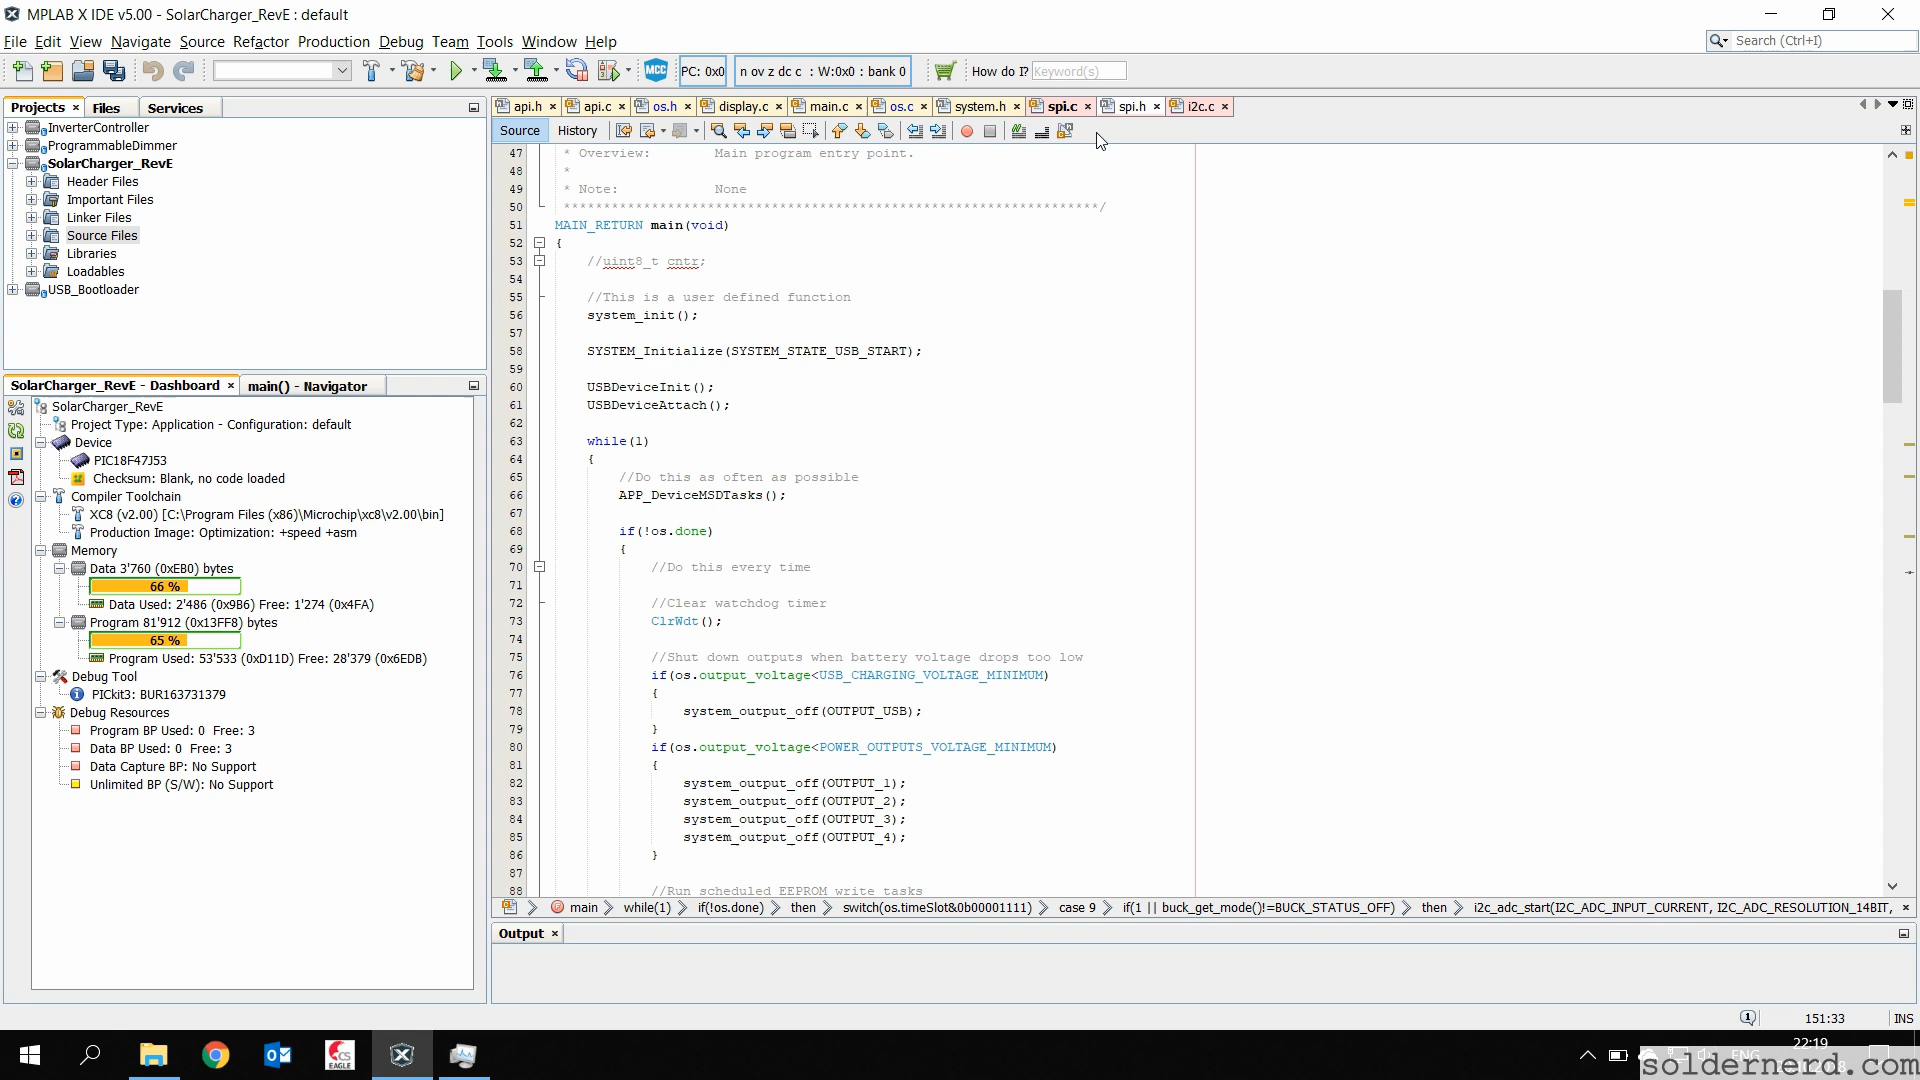 MPLAB X IDE v5.00 - SolarCharger_RevE : default
File Edit View Navigate Source Refactor Production Debug Team Tools Window Help
Search (Ctrl+I)
MCC PC: 0x0 n ov z dc c : W:0x0 : bank 0 How do I? Keyword(s)
Projects Files Services
InverterController
ProgrammableDimmer
SolarCharger_RevE
Header Files
Important Files
Linker Files
Source Files
Libraries
Loadables
USB_Bootloader
SolarCharger_RevE - Dashboard main() - Navigator
SolarCharger_RevE
Project Type: Application - Configuration: default
Device
PIC18F47J53
Checksum: Blank, no code loaded
Compiler Toolchain
XC8 (v2.00) [C:\Program Files (x86)\Microchip\xc8\v2.00\bin]
Production Image: Optimization: +speed +asm
Memory
Data 3'760 (0xEB0) bytes
66 %
Data Used: 2'486 (0x9B6) Free: 1'274 (0x4FA)
Program 81'912 (0x13FF8) bytes
65 %
Program Used: 53'533 (0xD11D) Free: 28'379 (0x6EDB)
Debug Tool
PICkit3: BUR163731379
Debug Resources
Program BP Used: 0 Free: 3
Data BP Used: 0 Free: 3
Data Capture BP: No Support
Unlimited BP (S/W): No Support
api.h api.c os.h display.c main.c os.c system.h spi.c spi.h i2c.c
Source History
47 * Overview: Main program entry point.
48 *
49 * Note: None
50 *******************************************************************/
51 MAIN_RETURN main(void)
52 {
53 //uint8_t cntr;
54
55 //This is a user defined function
56 system_init();
57
58 SYSTEM_Initialize(SYSTEM_STATE_USB_START);
59
60 USBDeviceInit();
61 USBDeviceAttach();
62
63 while(1)
64 {
65 //Do this as often as possible
66 APP_DeviceMSDTasks();
67
68 if(!os.done)
69 {
70 //Do this every time
71
72 //Clear watchdog timer
73 ClrWdt();
74
75 //Shut down outputs when battery voltage drops too low
76 if(os.output_voltage<USB_CHARGING_VOLTAGE_MINIMUM)
77 {
78 system_output_off(OUTPUT_USB);
79 }
80 if(os.output_voltage<POWER_OUTPUTS_VOLTAGE_MINIMUM)
81 {
82 system_output_off(OUTPUT_1);
83 system_output_off(OUTPUT_2);
84 system_output_off(OUTPUT_3);
85 system_output_off(OUTPUT_4);
86 }
87
88 //Run scheduled EEPROM write tasks
main while(1) if(!os.done) then switch(os.timeSlot&0b00001111) case 9 if(1 || buck_get_mode()!=BUCK_STATUS_OFF) then i2c_adc_start(I2C_ADC_INPUT_CURRENT, I2C_ADC_RESOLUTION_14BIT,
Output
151:33 INS
CS EAGLE
22:19
ENG
soldernerd.com